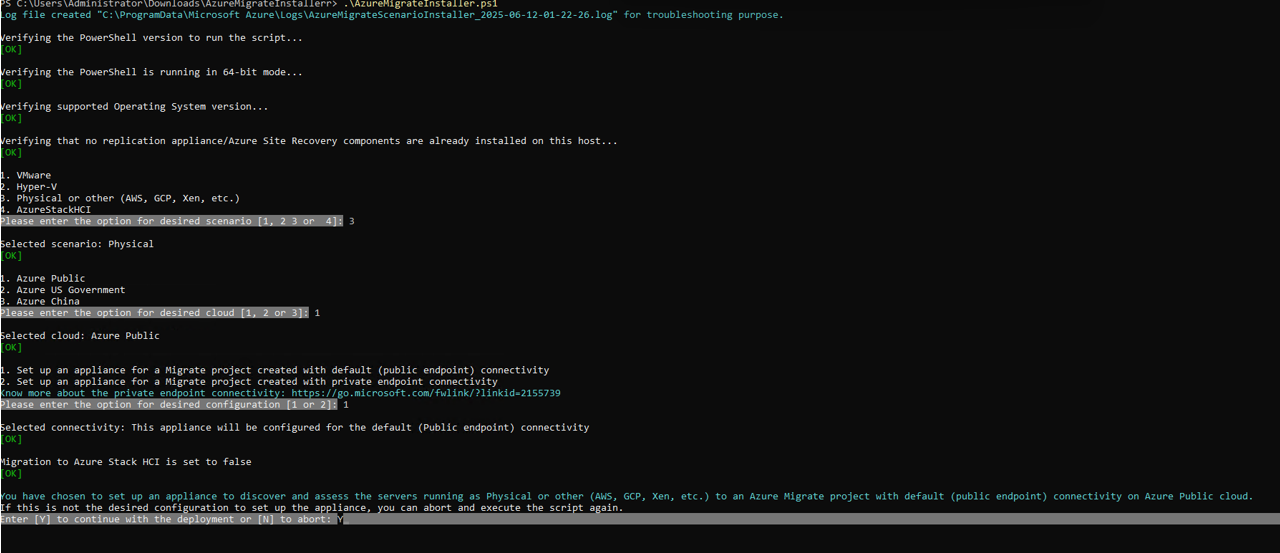 PS C:\Users\Administrator\Downloads\AzureMigrateInstallerr> .\AzureMigrateInstaller.ps1
Log file created "C:\ProgramData\Microsoft Azure\Logs\AzureMigrateScenarioInstaller_2025-06-12-01-22-26.log" for troubleshooting purpose.
Verifying the PowerShell version to run the script...
[OK]
Verifying the PowerShell is running in 64-bit mode...
[OK]
Verifying supported Operating System version...
[OK]
Verifying that no replication appliance/Azure Site Recovery components are already installed on this host...
[OK]
1. VMware
2. Hyper-V
3. Physical or other (AWS, GCP, Xen, etc.)
4. AzureStackHCI
Please enter the option for desired scenario [1, 2 3 or  4]: 3
Selected scenario: Physical
[OK]
1. Azure Public
2. Azure US Government
3. Azure China
Please enter the option for desired cloud [1, 2 or 3]: 1
Selected cloud: Azure Public
[OK]
1. Set up an appliance for a Migrate project created with default (public endpoint) connectivity
2. Set up an appliance for a Migrate project created with private endpoint connectivity
Know more about the private endpoint connectivity: https://go.microsoft.com/fwlink/?linkid=2155739
Please enter the option for desired configuration [1 or 2]: 1
Selected connectivity: This appliance will be configured for the default (Public endpoint) connectivity
[OK]
Migration to Azure Stack HCI is set to false
[OK]
You have chosen to set up an appliance to discover and assess the servers running as Physical or other (AWS, GCP, Xen, etc.) to an Azure Migrate project with default (public endpoint) connectivity on Azure Public cloud.
If this is not the desired configuration to set up the appliance, you can abort and execute the script again.
Enter [Y] to continue with the deployment or [N] to abort: Y